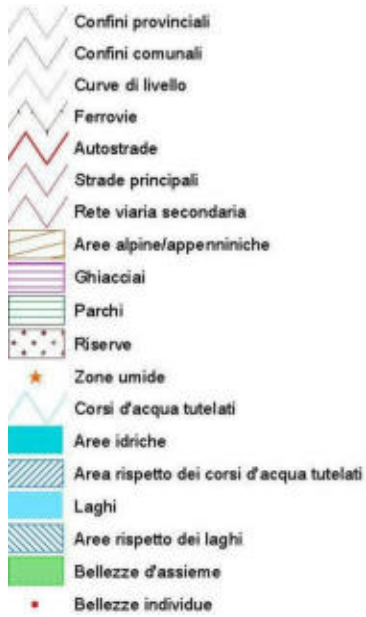 Confini provinciali
Confini comunali
Curve di livello
Ferrovie
Autostrade
Strade principali
Rete viaria secondaria
Aree alpine/appenniniche
Ghiacciai
Parchi
Riserve
Zone umide
Corsi d'acqua tutelati
Aree idriche
Area rispetto dei corsi d'acqua tutelati
Laghi
Aree rispetto dei laghi
Bellezze d'assieme
Bellezze individue